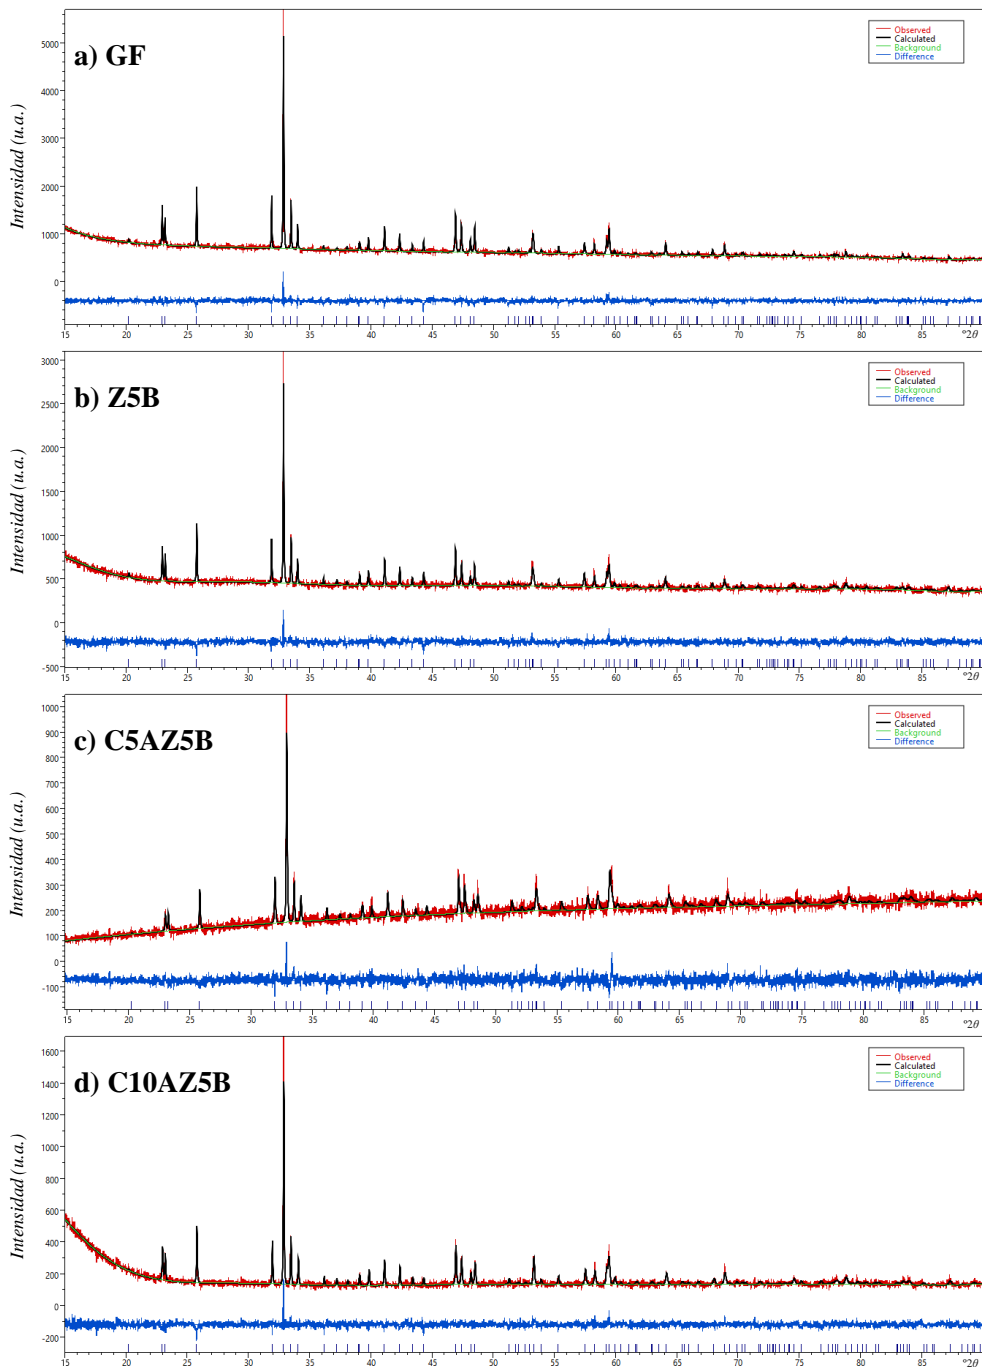 a) GF
Intensidad (u.a.)
5000
4000
3000
2000
1000
0
Observed
Calculated
Background
Difference
15 20 25 30 35 40 45 50 55 60 65 70 75 80 85
°2θ
b) Z5B
Intensidad (u.a.)
3000
2500
2000
1500
1000
500
0
-500
Observed
Calculated
Background
Difference
15 20 25 30 35 40 45 50 55 60 65 70 75 80 85
°2θ
c) C5AZ5B
Intensidad (u.a.)
1000
900
800
700
600
500
400
300
200
100
0
-100
Observed
Calculated
Background
Difference
15 20 25 30 35 40 45 50 55 60 65 70 75 80 85
°2θ
d) C10AZ5B
Intensidad (u.a.)
1600
1400
1200
1000
800
600
400
200
0
-200
Observed
Calculated
Background
Difference
15 20 25 30 35 40 45 50 55 60 65 70 75 80 85
°2θ